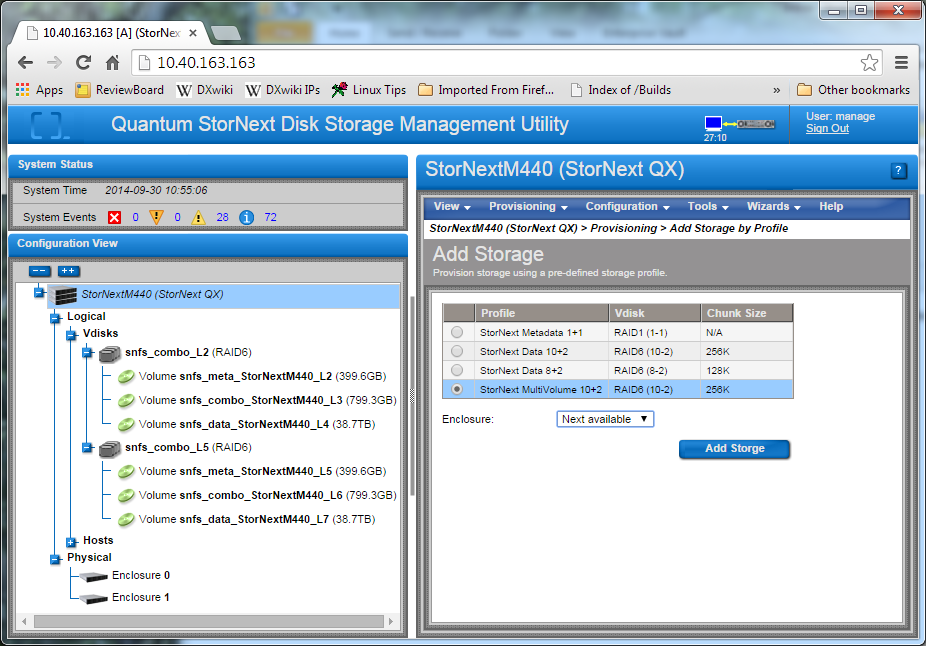 10.40.163.163 [A] (StorNex
10.40.163.163
Apps ReviewBoard DXwiki DXwiki IPs Linux Tips Imported From Firef... Index of /Builds » Other bookmarks
Quantum StorNext Disk Storage Management Utility
27:10
User: manage
Sign Out
System Status
System Time 2014-09-30 10:55:06
System Events 0 0 28 72
Configuration View
StorNextM440 (StorNext QX)
Logical
Vdisks
snfs_combo_L2 (RAID6)
Volume snfs_meta_StorNextM440_L2 (399.6GB)
Volume snfs_combo_StorNextM440_L3 (799.3GB)
Volume snfs_data_StorNextM440_L4 (38.7TB)
snfs_combo_L5 (RAID6)
Volume snfs_meta_StorNextM440_L5 (399.6GB)
Volume snfs_combo_StorNextM440_L6 (799.3GB)
Volume snfs_data_StorNextM440_L7 (38.7TB)
Hosts
Physical
Enclosure 0
Enclosure 1
StorNextM440 (StorNext QX) ?
View Provisioning Configuration Tools Wizards Help
StorNextM440 (StorNext QX) > Provisioning > Add Storage by Profile
Add Storage
Provision storage using a pre-defined storage profile.
Profile Vdisk Chunk Size
StorNext Metadata 1+1 RAID1 (1-1) N/A
StorNext Data 10+2 RAID6 (10-2) 256K
StorNext Data 8+2 RAID6 (8-2) 128K
StorNext MultiVolume 10+2 RAID6 (10-2) 256K
Enclosure: Next available
Add Storge